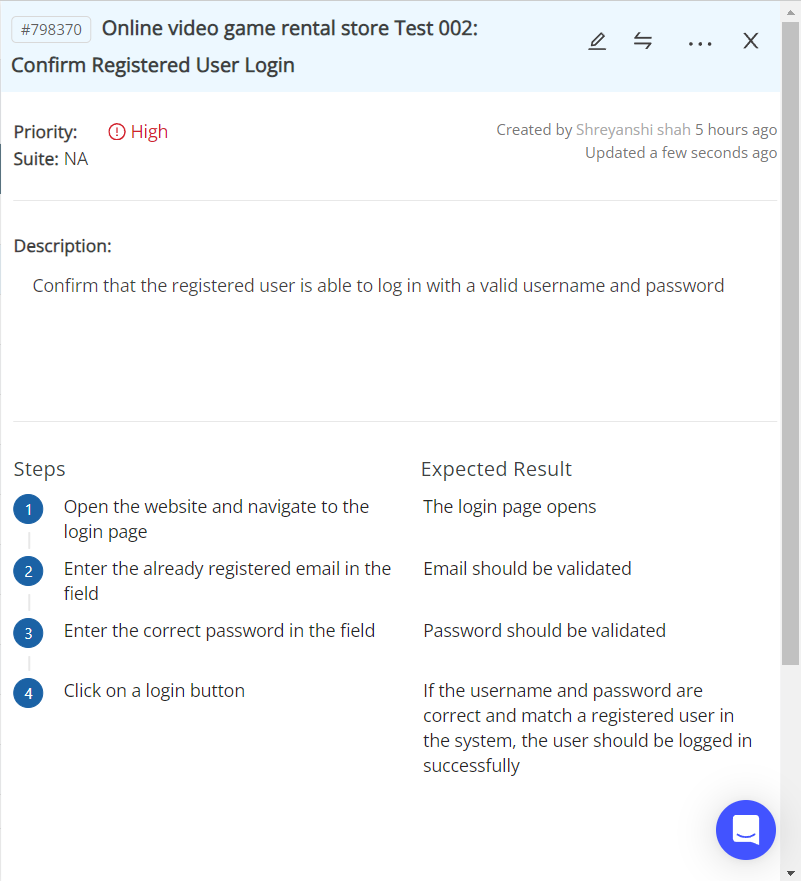 #798370 Online video game rental store Test 002:
Confirm Registered User Login
Priority: High
Suite: NA
Created by Shreyanshi shah 5 hours ago
Updated a few seconds ago
Description:
Confirm that the registered user is able to log in with a valid username and password
Steps
Expected Result
1 Open the website and navigate to the
login page
The login page opens
2 Enter the already registered email in the
field
Email should be validated
3 Enter the correct password in the field
Password should be validated
4 Click on a login button
If the username and password are
correct and match a registered user in
the system, the user should be logged in
successfully